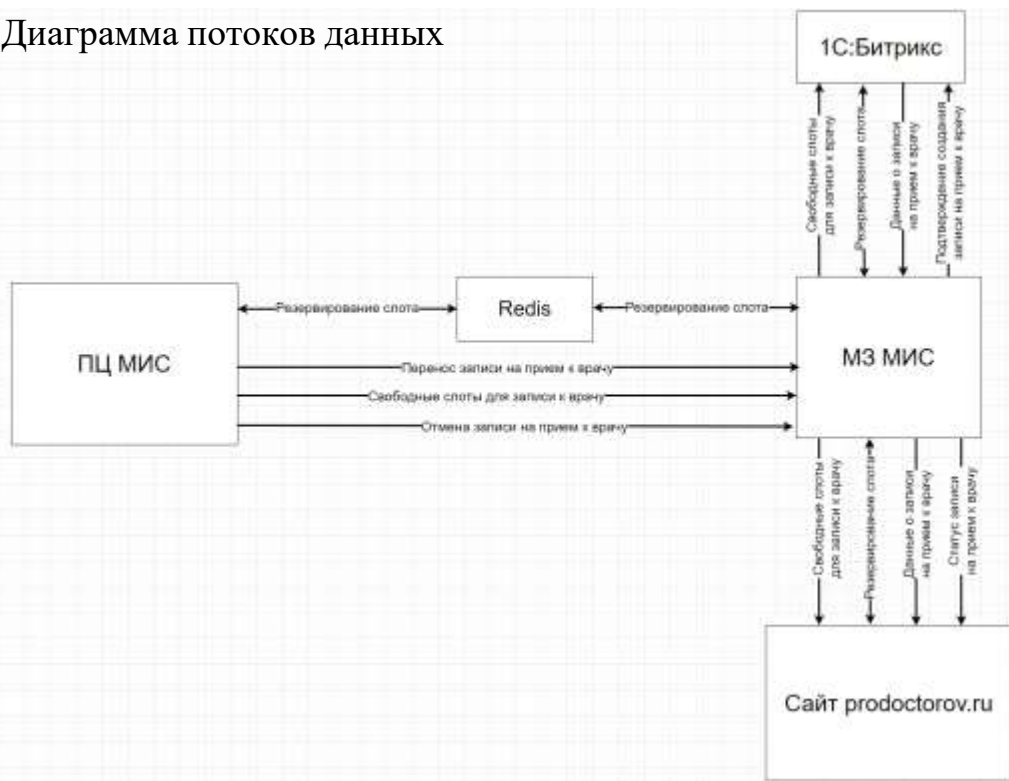 Диаграмма потоков данных
1С:Битрикс
Свободные слоты
для записи к врачу
Резервирование слота
Данные о записи
на прием к врачу
Подтверждение создания
записи на прием к врачу
ПЦ МИС
Резервирование слота
Redis
Резервирование слота
МЗ МИС
Перенос записи на прием к врачу
Свободные слоты для записи к врачу
Отмена записи на прием к врачу
Свободные слоты
для записи к врачу
Резервирование слота
Данные о записи
на прием к врачу
Статус записи
на прием к врачу
Сайт prodoctorov.ru